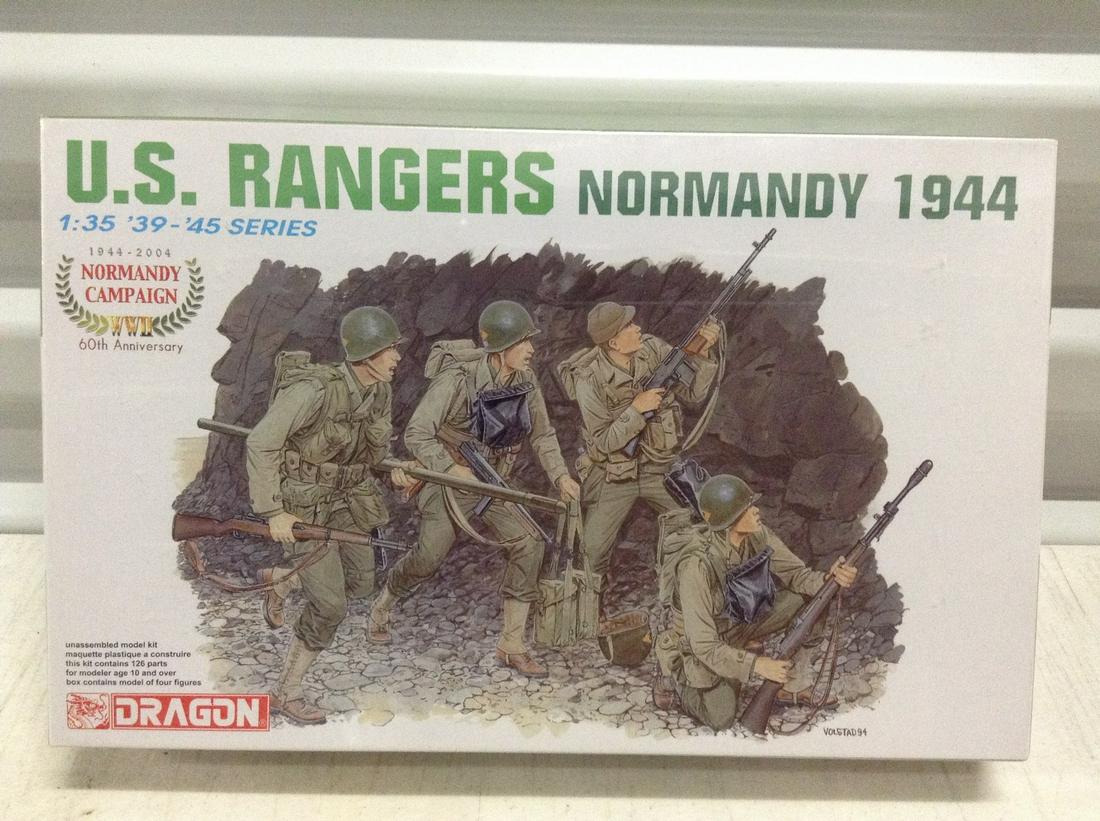 U.S. RANGERS NORMANDY 1944
1:35 '39-'45 SERIES
1944-2004
NORMANDY
CAMPAIGN
WWII
60th Anniversary
unassembled model kit
maquette plastique a construire
this kit contains 126 parts
for modeler age 10 and over
box contains model of four figures
DRAGON
VOLSTAD 94